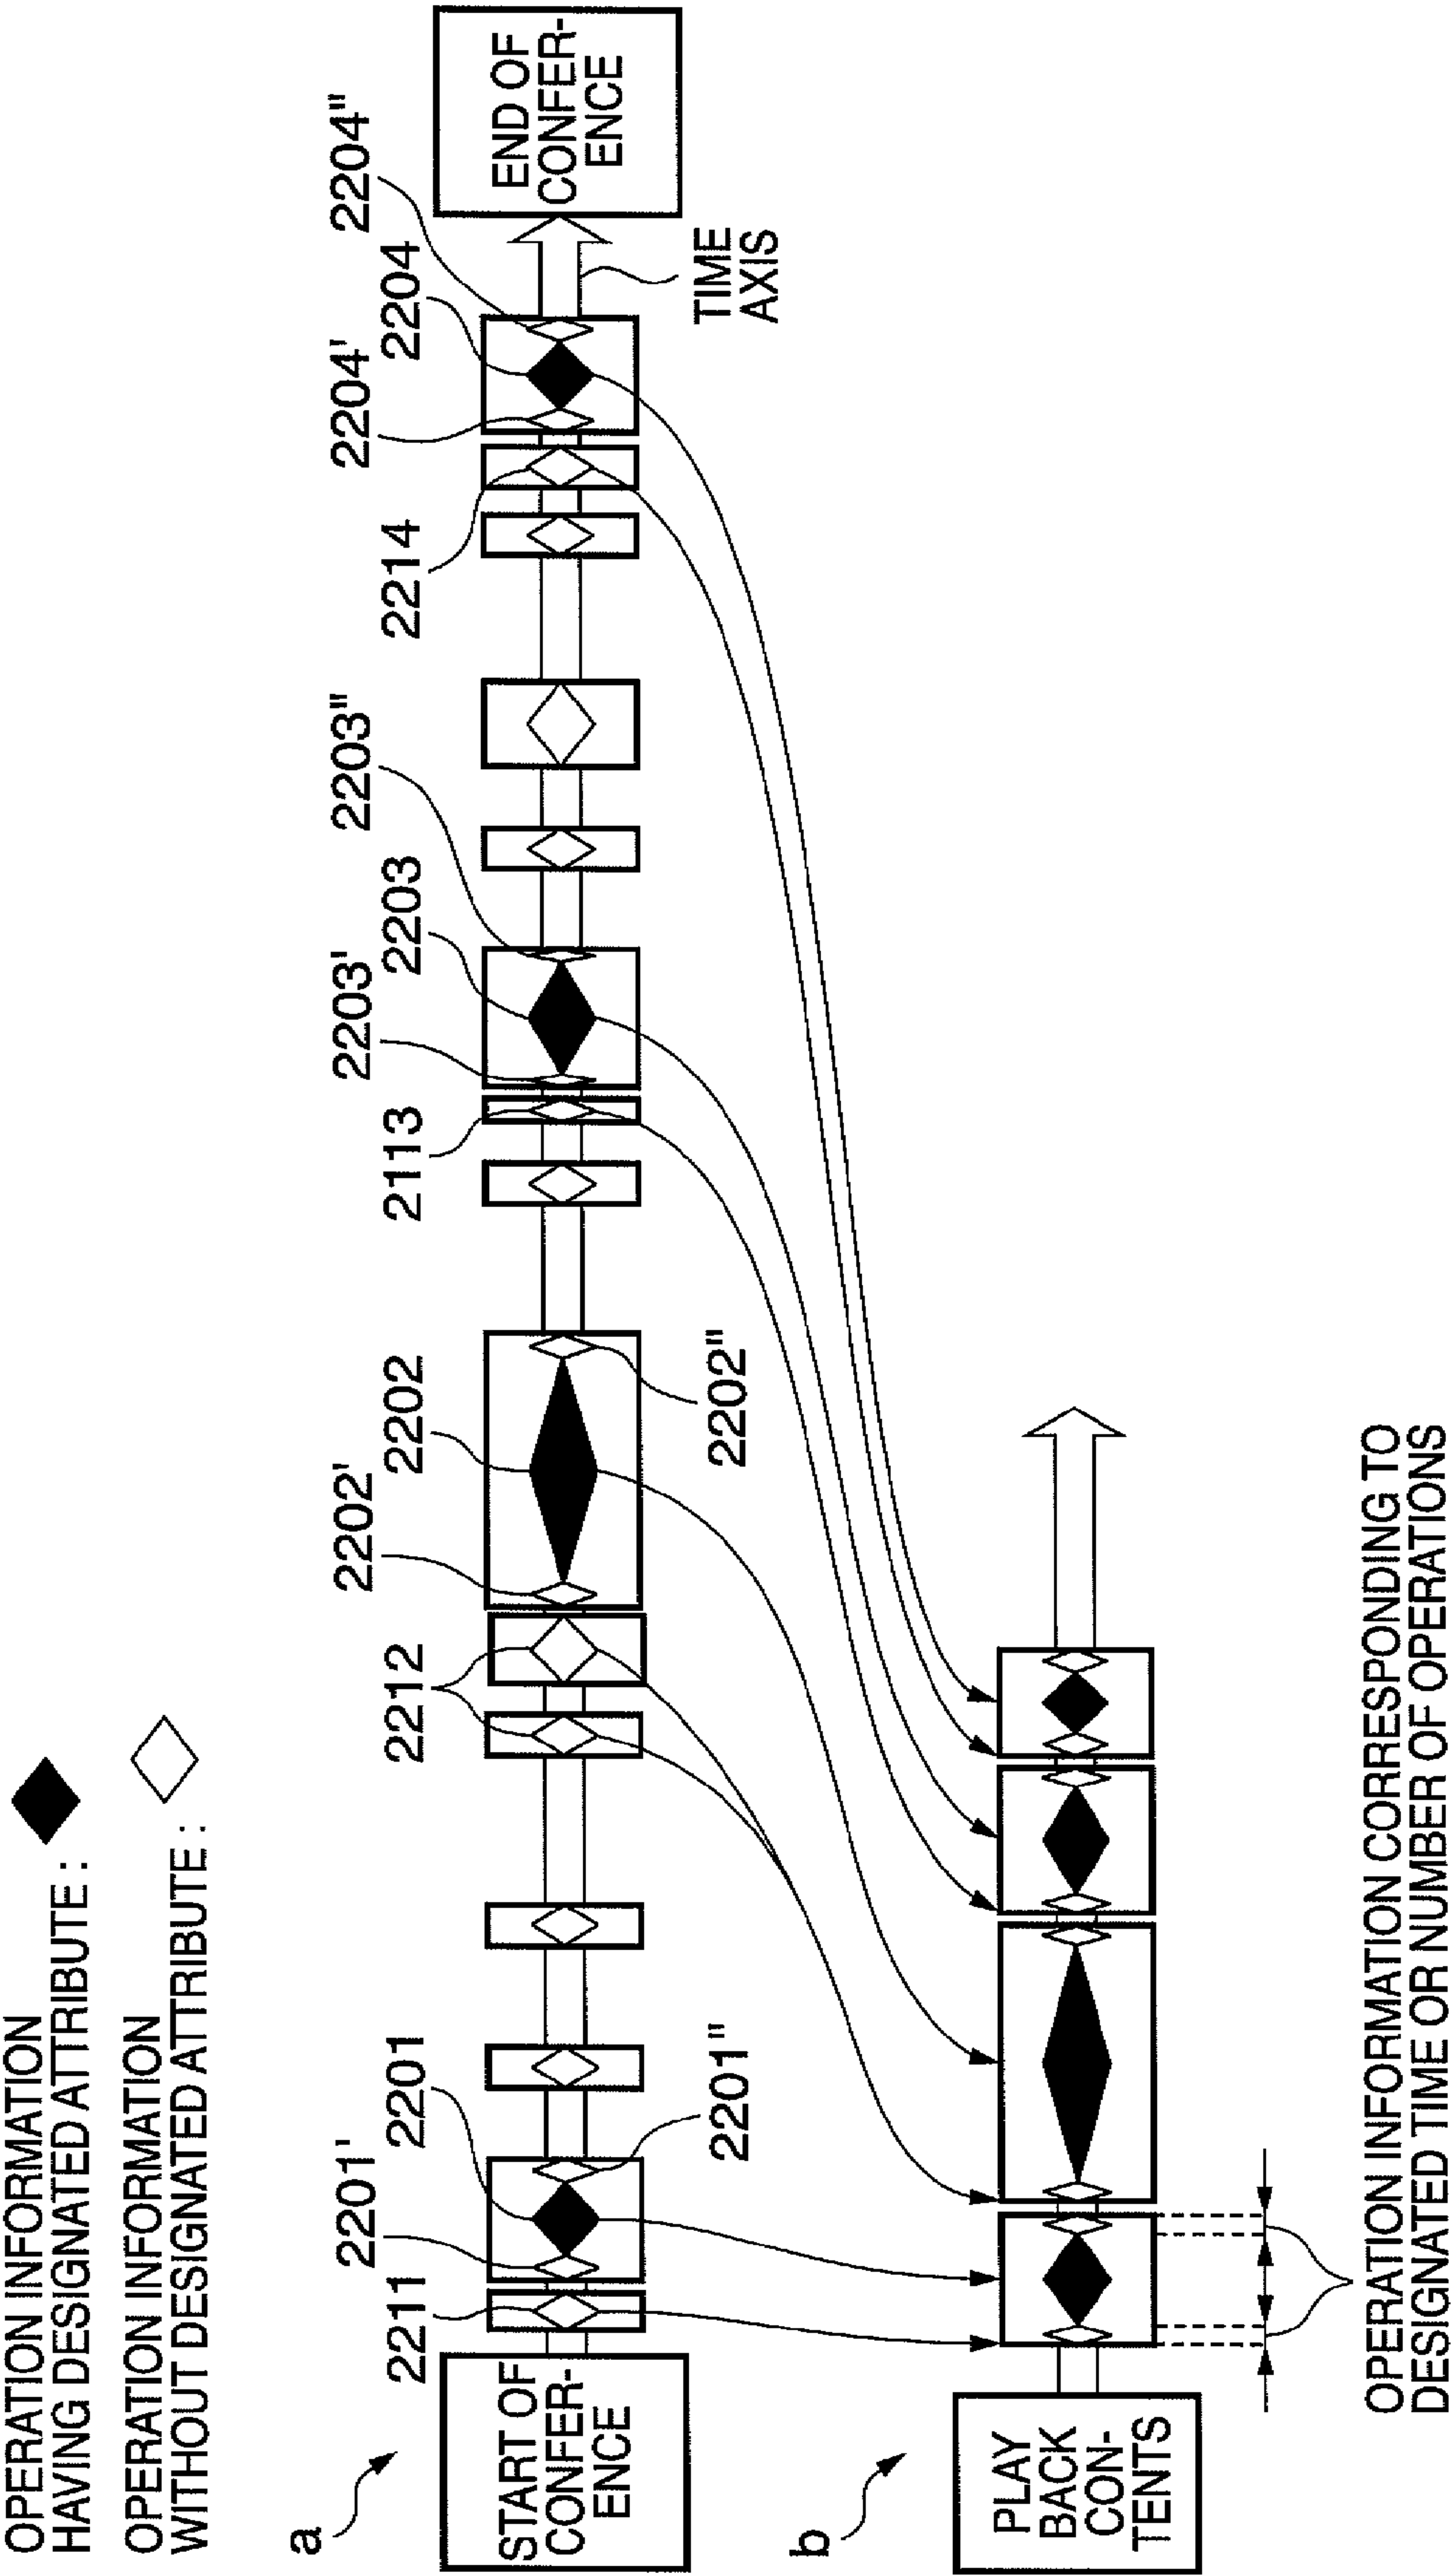 OPERATION INFORMATION
HAVING DESIGNATED ATTRIBUTE :
OPERATION INFORMATION
WITHOUT DESIGNATED ATTRIBUTE :
a
START OF
CONFER-
ENCE
2211
2201'
2201
2201"
2212
2202'
2202
2202"
2113
2203'
2203
2203"
2214
2204'
2204
2204"
TIME
AXIS
END OF
CONFER-
ENCE
b
PLAY
BACK
CON-
TENTS
OPERATION INFORMATION CORRESPONDING TO
DESIGNATED TIME OR NUMBER OF OPERATIONS